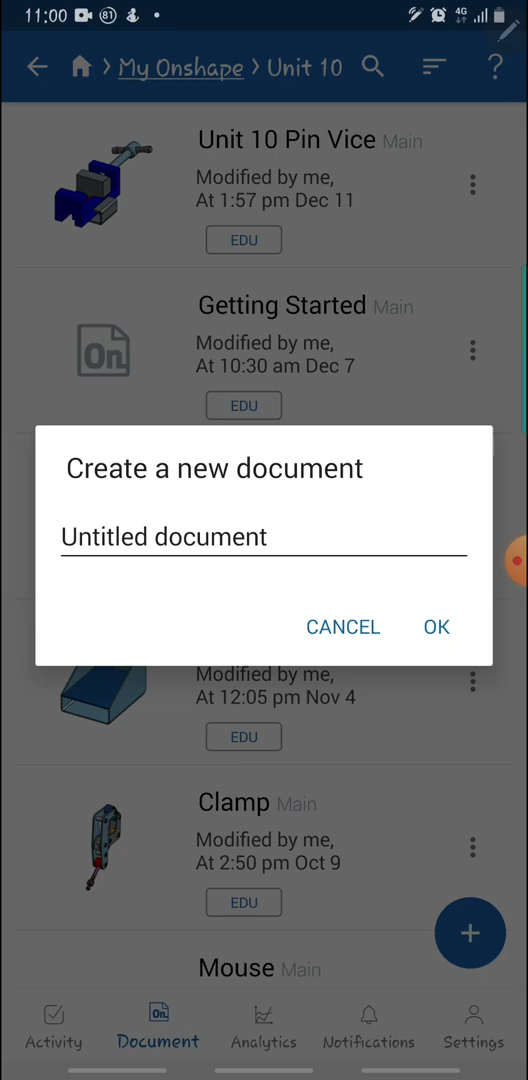 11:00 81 4G
My Onshape > Unit 10 ?
Unit 10 Pin Vice Main
Modified by me,
At 1:57 pm Dec 11
EDU
Getting Started Main
On
Modified by me,
At 10:30 am Dec 7
EDU
Create a new document
Untitled document
CANCEL OK
Modified by me,
At 12:05 pm Nov 4
EDU
Clamp Main
Modified by me,
At 2:50 pm Oct 9
EDU
Mouse Main
On
Activity Document Analytics Notifications Settings